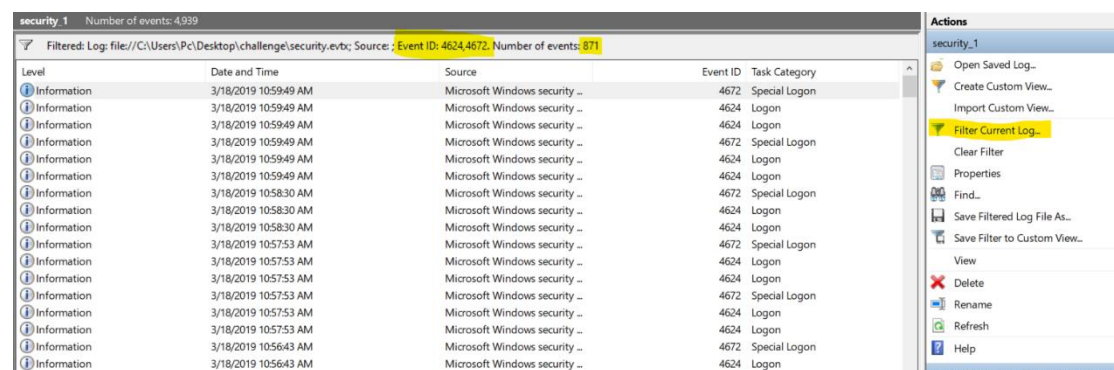 security_1 Number of events: 4,939
Filtered: Log: file://C:\Users\Pc\Desktop\challenge\security.evtx; Source: ; Event ID: 4624,4672. Number of events: 871
Level Date and Time Source Event ID Task Category
Information 3/18/2019 10:59:49 AM Microsoft Windows security ... 4672 Special Logon
Information 3/18/2019 10:59:49 AM Microsoft Windows security ... 4624 Logon
Information 3/18/2019 10:59:49 AM Microsoft Windows security ... 4624 Logon
Information 3/18/2019 10:59:49 AM Microsoft Windows security ... 4672 Special Logon
Information 3/18/2019 10:59:49 AM Microsoft Windows security ... 4624 Logon
Information 3/18/2019 10:59:49 AM Microsoft Windows security ... 4624 Logon
Information 3/18/2019 10:58:30 AM Microsoft Windows security ... 4672 Special Logon
Information 3/18/2019 10:58:30 AM Microsoft Windows security ... 4624 Logon
Information 3/18/2019 10:58:30 AM Microsoft Windows security ... 4624 Logon
Information 3/18/2019 10:57:53 AM Microsoft Windows security ... 4672 Special Logon
Information 3/18/2019 10:57:53 AM Microsoft Windows security ... 4624 Logon
Information 3/18/2019 10:57:53 AM Microsoft Windows security ... 4624 Logon
Information 3/18/2019 10:57:53 AM Microsoft Windows security ... 4672 Special Logon
Information 3/18/2019 10:57:53 AM Microsoft Windows security ... 4624 Logon
Information 3/18/2019 10:57:53 AM Microsoft Windows security ... 4624 Logon
Information 3/18/2019 10:56:43 AM Microsoft Windows security ... 4672 Special Logon
Information 3/18/2019 10:56:43 AM Microsoft Windows security ... 4624 Logon
Actions
security_1
Open Saved Log...
Create Custom View...
Import Custom View...
Filter Current Log...
Clear Filter
Properties
Find...
Save Filtered Log File As...
Save Filter to Custom View...
View
Delete
Rename
Refresh
Help